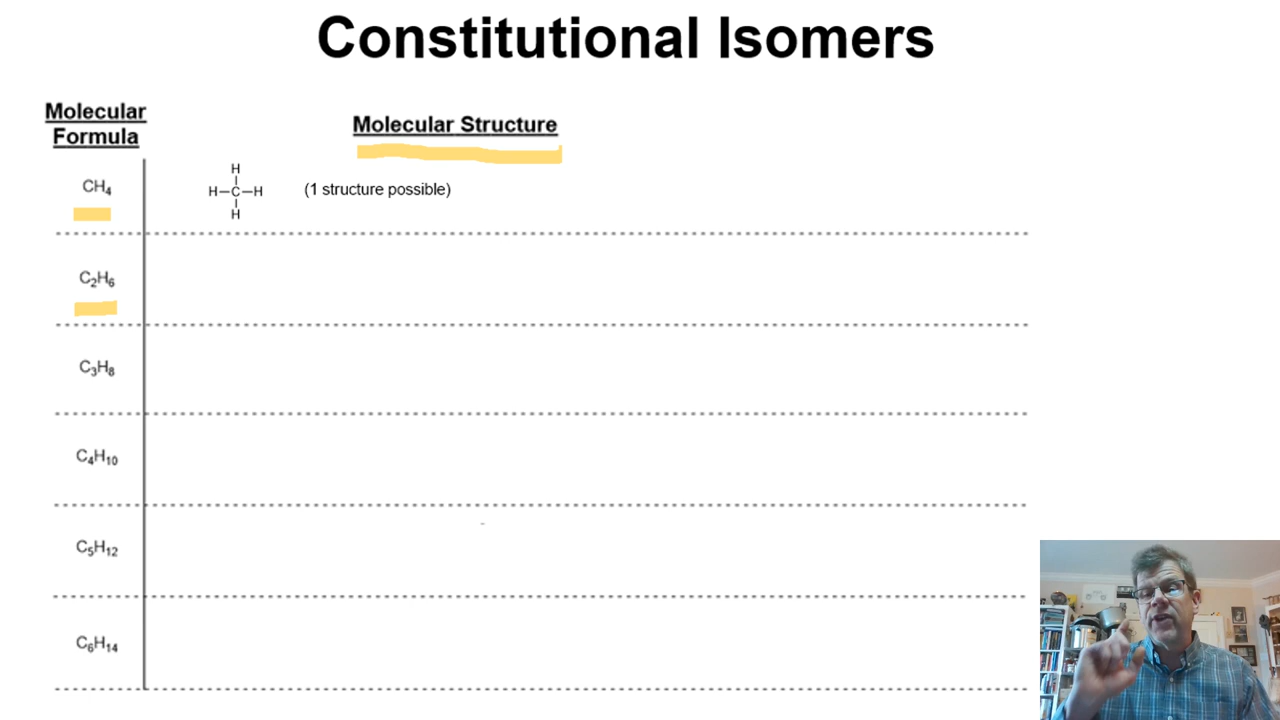 Constitutional Isomers
Molecular
Formula
Molecular Structure
CH₄
H
H–C–H
H
(1 structure possible)
C₂H₆
C₃H₈
C₄H₁₀
C₅H₁₂
C₆H₁₄